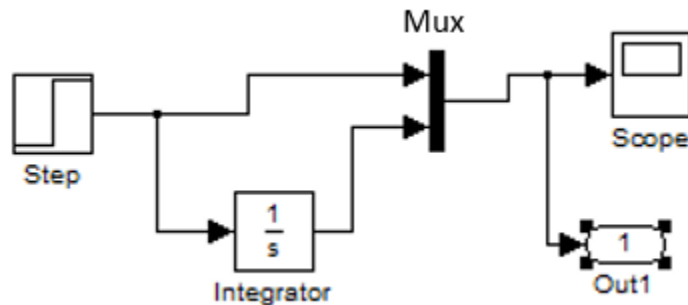 Mux
Step
Scope
1
s
Integrator
1
Out1